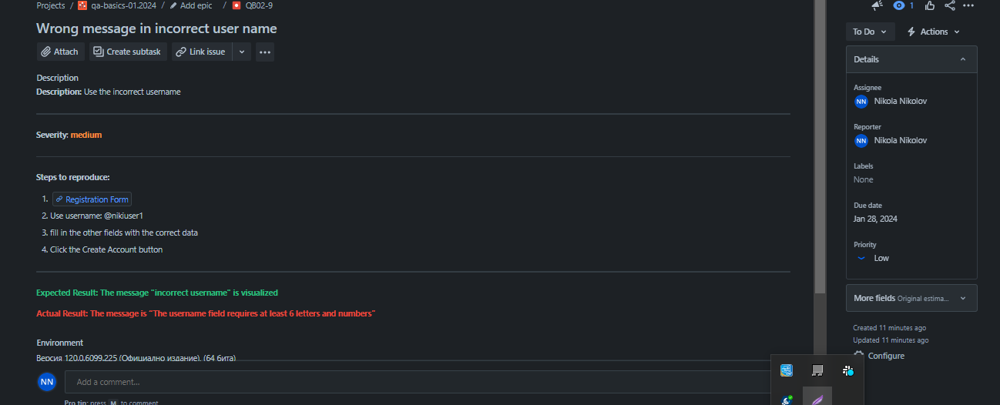 Projects / qa-basics-01.2024 / Add epic / QB02-9
1
Wrong message in incorrect user name
To Do
Actions
Attach
Create subtask
Link issue
Details
Description
Description: Use the incorrect username
Assignee
NN Nikola Nikolov
Severity: medium
Reporter
NN Nikola Nikolov
Labels
None
Steps to reproduce:
1. Registration Form
2. Use username: @nikiuser1
3. fill in the other fields with the correct data
4. Click the Create Account button
Due date
Jan 28, 2024
Priority
Low
Expected Result: The message "incorrect username" is visualized
Actual Result: The message is "The username field requires at least 6 letters and numbers"
More fields Original estima...
Created 11 minutes ago
Updated 11 minutes ago
Configure
Environment
Версия 120.0.6099.225 (Официално издание), (64 бита)
NN
Add a comment...
Pro tip: press M to comment